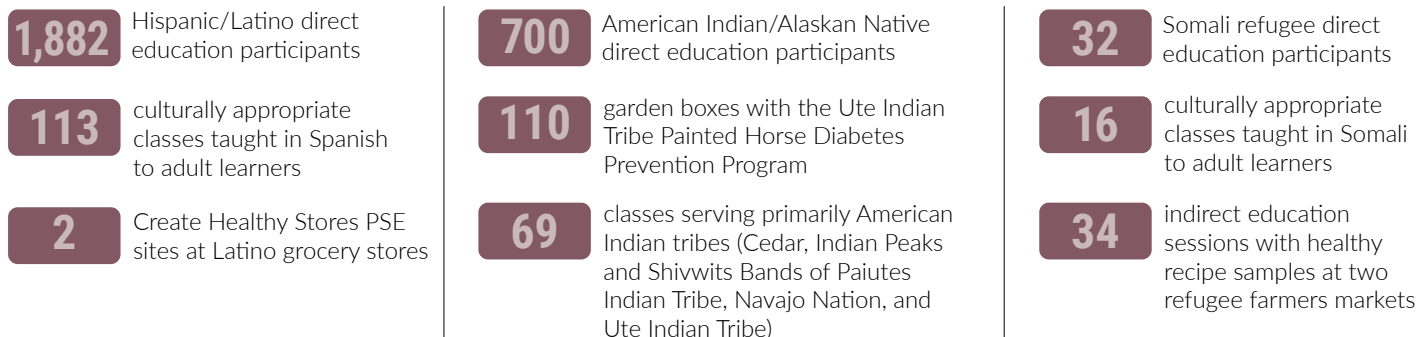 1,882
Hispanic/Latino direct
education participants
113
culturally appropriate
classes taught in Spanish
to adult learners
2
Create Healthy Stores PSE
sites at Latino grocery stores
700
American Indian/Alaskan Native
direct education participants
110
garden boxes with the Ute Indian
Tribe Painted Horse Diabetes
Prevention Program
69
classes serving primarily American
Indian tribes (Cedar, Indian Peaks
and Shivwits Bands of Paiutes
Indian Tribe, Navajo Nation, and
Ute Indian Tribe)
32
Somali refugee direct
education participants
16
culturally appropriate
classes taught in Somali
to adult learners
34
indirect education
sessions with healthy
recipe samples at two
refugee farmers markets